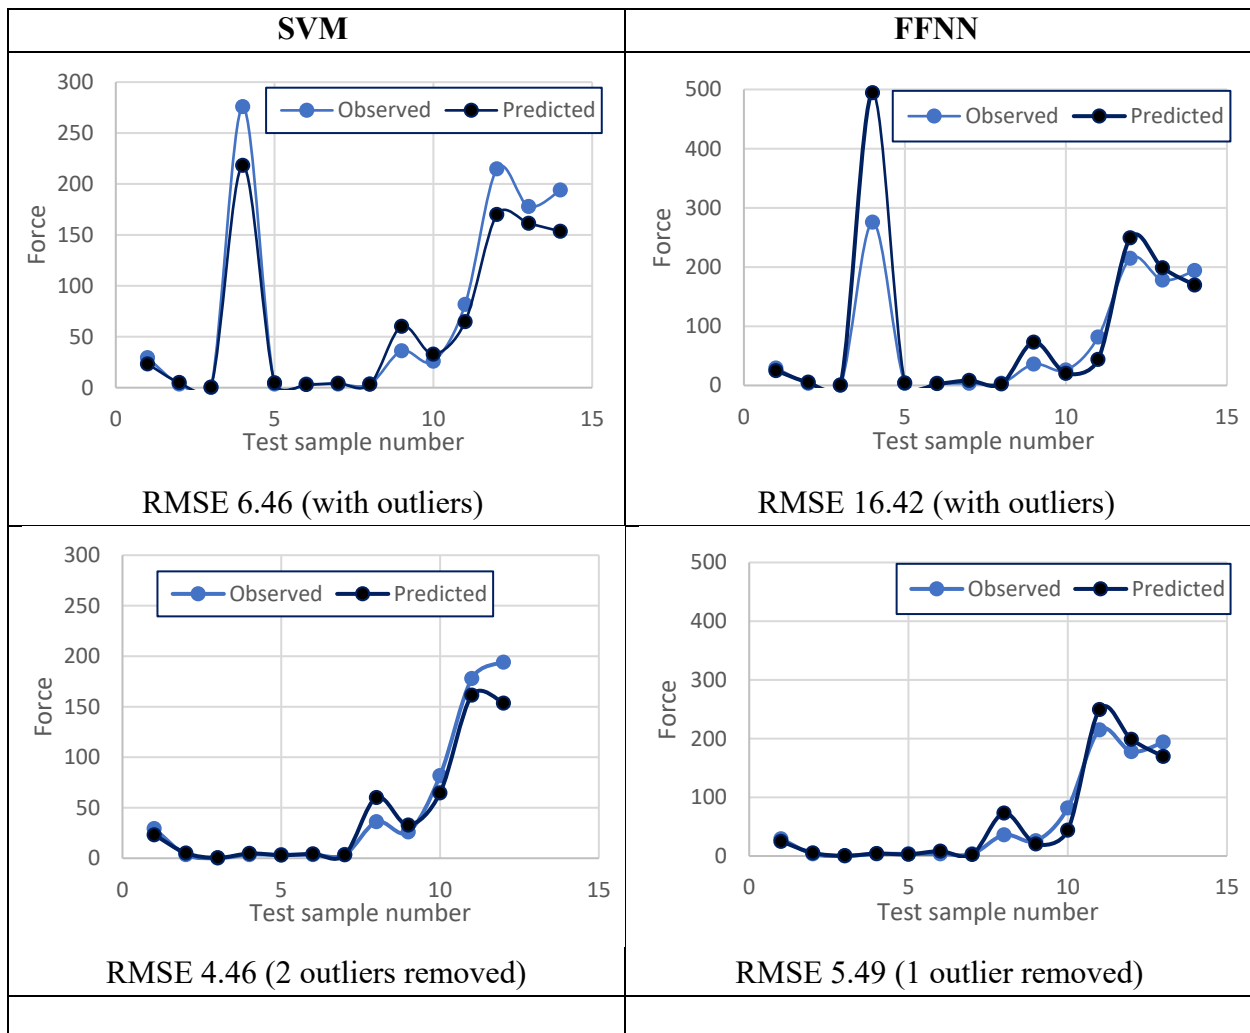 SVM
FFNN
300
250
200
150
100
50
0
Force
Observed Predicted
0 5 10 15
Test sample number
RMSE 6.46 (with outliers)
500
400
300
200
100
0
Force
Observed Predicted
0 5 10 15
Test sample number
RMSE 16.42 (with outliers)
300
250
200
150
100
50
0
Force
Observed Predicted
0 5 10 15
Test sample number
RMSE 4.46 (2 outliers removed)
500
400
300
200
100
0
Force
Observed Predicted
0 5 10 15
Test sample number
RMSE 5.49 (1 outlier removed)